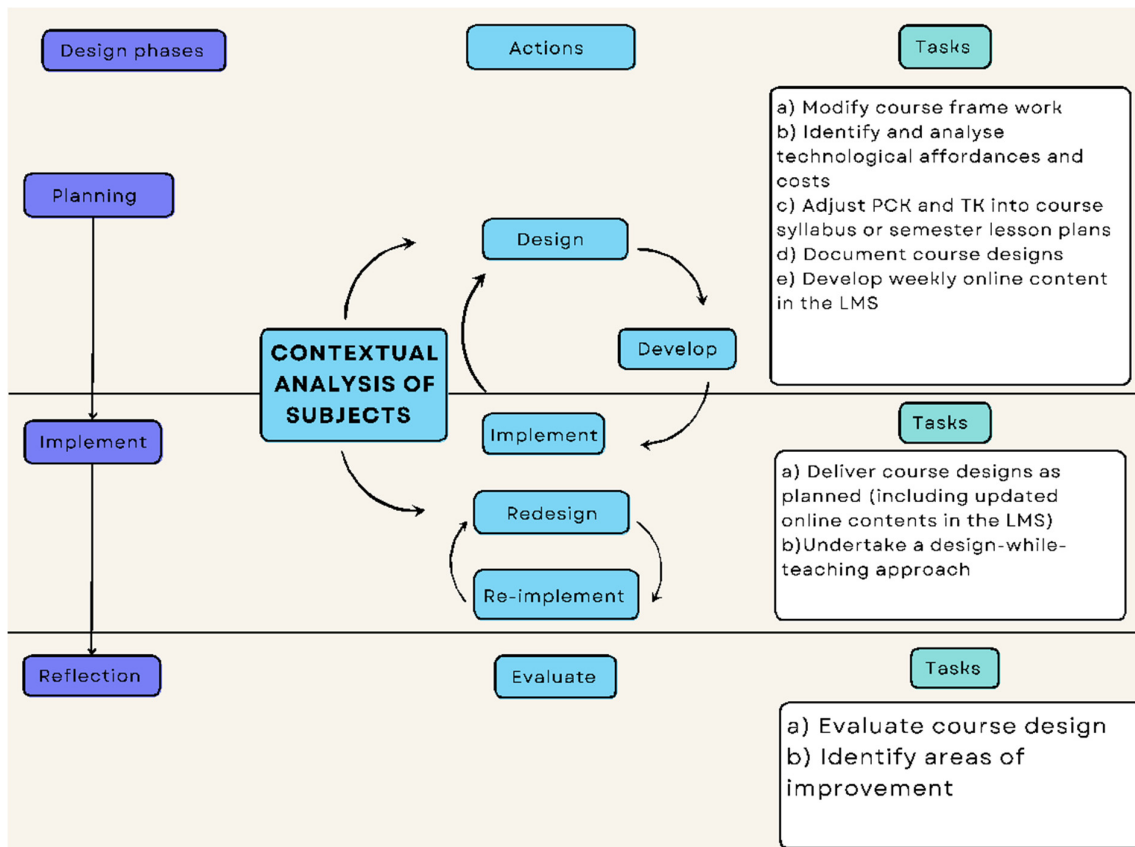 Design phases
Actions
Tasks
a) Modify course frame work
b) Identify and analyse
technological affordances and
costs
c) Adjust PCK and TK into course
syllabus or semester lesson plans
d) Document course designs
e) Develop weekly online content
in the LMS
Planning
Design
Develop
CONTEXTUAL
ANALYSIS OF
SUBJECTS
Implement
Implement
Redesign
Re-implement
Tasks
a) Deliver course designs as
planned (including updated
online contents in the LMS)
b)Undertake a design-while-
teaching approach
Reflection
Evaluate
Tasks
a) Evaluate course design
b) Identify areas of
improvement